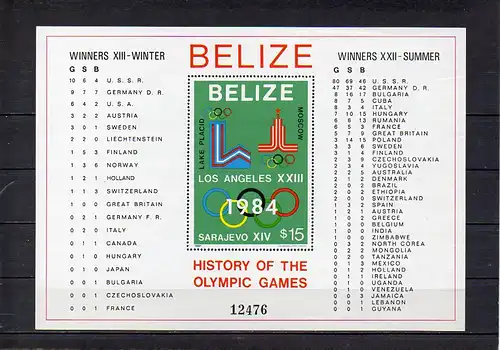 BELIZE
WINNERS XIII-WINTER
G S B
10 6 4 U. S. S. R.
9 7 7 GERMANY D. R.
6 4 2 U. S. A.
3 2 2 AUSTRIA
3 0 1 SWEDEN
2 2 0 LIECHTENSTEIN
1 5 3 FINLAND
1 3 6 NORWAY
1 2 1 HOLLAND
1 1 3 SWITZERLAND
1 0 0 GREAT BRITAIN
0 2 1 GERMANY F. R.
0 2 0 ITALY
0 1 1 CANADA
0 1 0 HUNGARY
0 1 0 JAPAN
0 0 1 BULGARIA
0 0 1 CZECHOSLOVAKIA
0 0 1 FRANCE
BELIZE
LAKE PLACID
MOSCOW
LOS ANGELES XXIII
1984
SARAJEVO XIV $15
HISTORY OF THE
OLYMPIC GAMES
12476
WINNERS XXII-SUMMER
G S B
80 69 46 U. S. S. R.
47 37 42 GERMANY D. R.
8 16 17 BULGARIA
8 7 5 CUBA
8 3 4 ITALY
7 10 15 HUNGARY
6 6 13 RUMANIA
6 5 3 FRANCE
5 7 9 GREAT BRITAIN
3 14 15 POLAND
3 3 6 SWEDEN
3 1 4 FINLAND
2 3 9 CZECHOSLOVAKIA
2 3 4 YUGOSLAVIA
2 2 5 AUSTRALIA
2 1 2 DENMARK
2 0 2 BRAZIL
2 0 2 ETHIOPIA
2 0 0 SWITZERLAND
1 3 2 SPAIN
1 2 1 AUSTRIA
1 0 2 GREECE
1 0 0 BELGIUM
1 0 0 INDIA
1 0 0 ZIMBABWE
0 3 2 NORTH COREA
0 2 2 MONGOLIA
0 2 0 TANZANIA
0 1 3 MEXICO
0 1 2 HOLLAND
0 1 1 IRELAND
0 1 0 UGANDA
0 1 0 VENEZUELA
0 0 3 JAMAICA
0 0 1 LEBANON
0 0 1 GUYANA